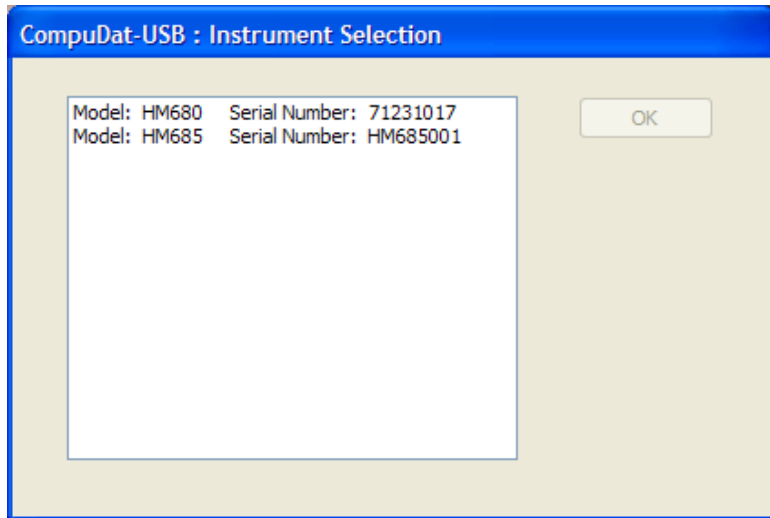 CompuDat-USB : Instrument Selection
Model: HM680 Serial Number: 71231017
Model: HM685 Serial Number: HM685001
OK